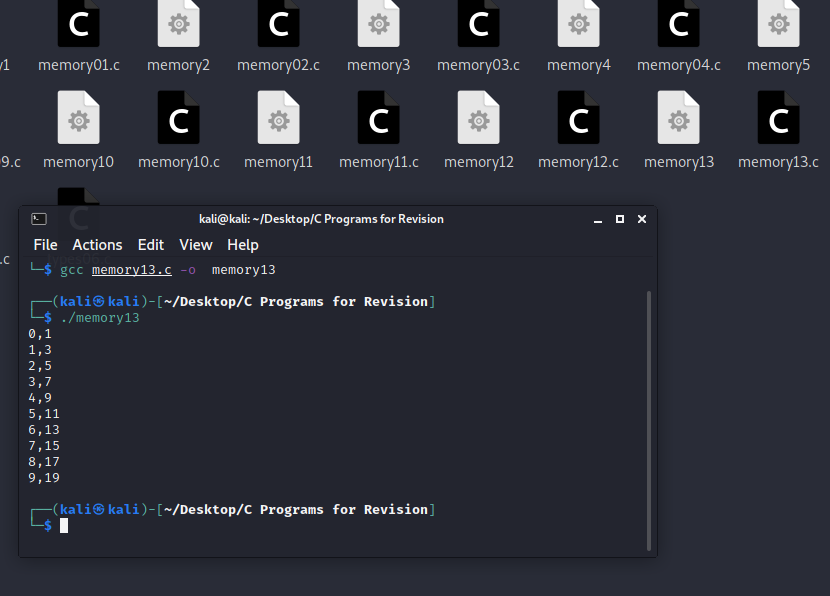 y1 memory01.c memory2 memory02.c memory3 memory03.c memory4 memory04.c memory5
09.c memory10 memory10.c memory11 memory11.c memory12 memory12.c memory13 memory13.c
.c
kali@kali: ~/Desktop/C Programs for Revision
File Actions Edit View Help
└─$ gcc memory13.c -o  memory13
┌──(kali㉿kali)-[~/Desktop/C Programs for Revision]
└─$ ./memory13
0,1
1,3
2,5
3,7
4,9
5,11
6,13
7,15
8,17
9,19
┌──(kali㉿kali)-[~/Desktop/C Programs for Revision]
└─$